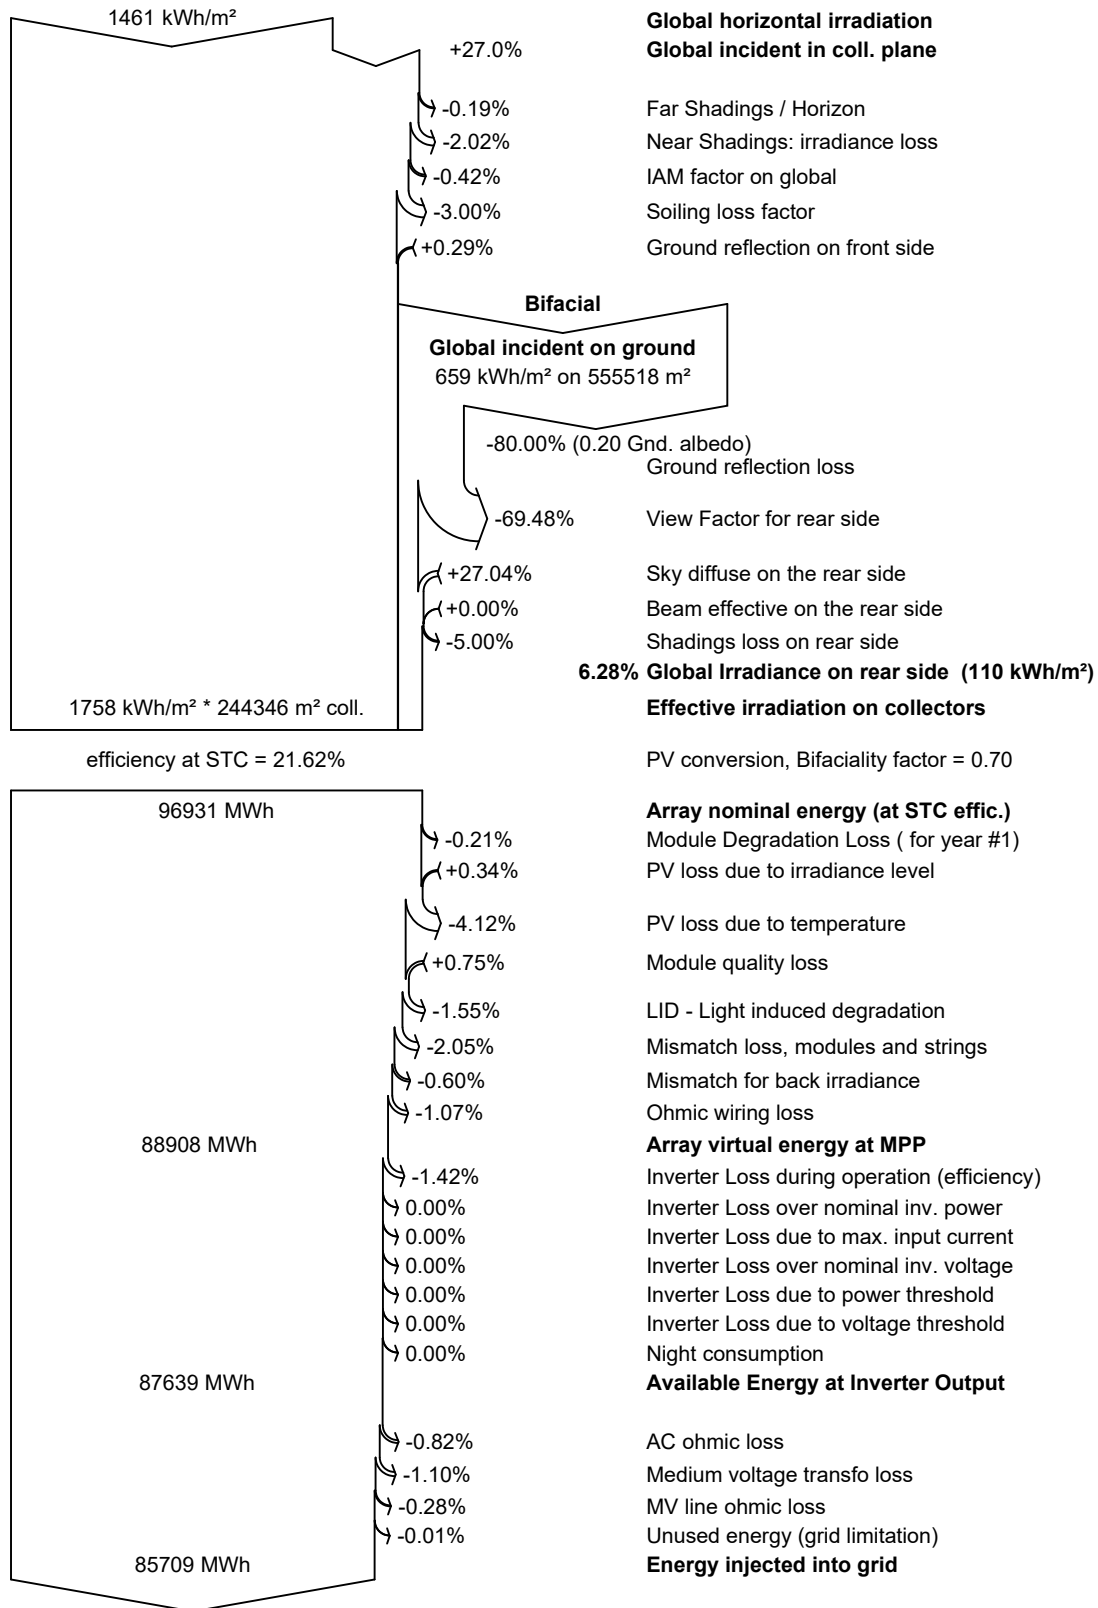 1461 kWh/m² Global horizontal irradiation
+27.0% Global incident in coll. plane
-0.19% Far Shadings / Horizon
-2.02% Near Shadings: irradiance loss
-0.42% IAM factor on global
-3.00% Soiling loss factor
+0.29% Ground reflection on front side
Bifacial
Global incident on ground
659 kWh/m² on 555518 m²
-80.00% (0.20 Gnd. albedo)
Ground reflection loss
-69.48% View Factor for rear side
+27.04% Sky diffuse on the rear side
+0.00% Beam effective on the rear side
-5.00% Shadings loss on rear side
6.28% Global Irradiance on rear side (110 kWh/m²)
1758 kWh/m² * 244346 m² coll. Effective irradiation on collectors
efficiency at STC = 21.62% PV conversion, Bifaciality factor = 0.70
96931 MWh Array nominal energy (at STC effic.)
-0.21% Module Degradation Loss ( for year #1)
+0.34% PV loss due to irradiance level
-4.12% PV loss due to temperature
+0.75% Module quality loss
-1.55% LID - Light induced degradation
-2.05% Mismatch loss, modules and strings
-0.60% Mismatch for back irradiance
-1.07% Ohmic wiring loss
88908 MWh Array virtual energy at MPP
-1.42% Inverter Loss during operation (efficiency)
0.00% Inverter Loss over nominal inv. power
0.00% Inverter Loss due to max. input current
0.00% Inverter Loss over nominal inv. voltage
0.00% Inverter Loss due to power threshold
0.00% Inverter Loss due to voltage threshold
0.00% Night consumption
87639 MWh Available Energy at Inverter Output
-0.82% AC ohmic loss
-1.10% Medium voltage transfo loss
-0.28% MV line ohmic loss
-0.01% Unused energy (grid limitation)
85709 MWh Energy injected into grid